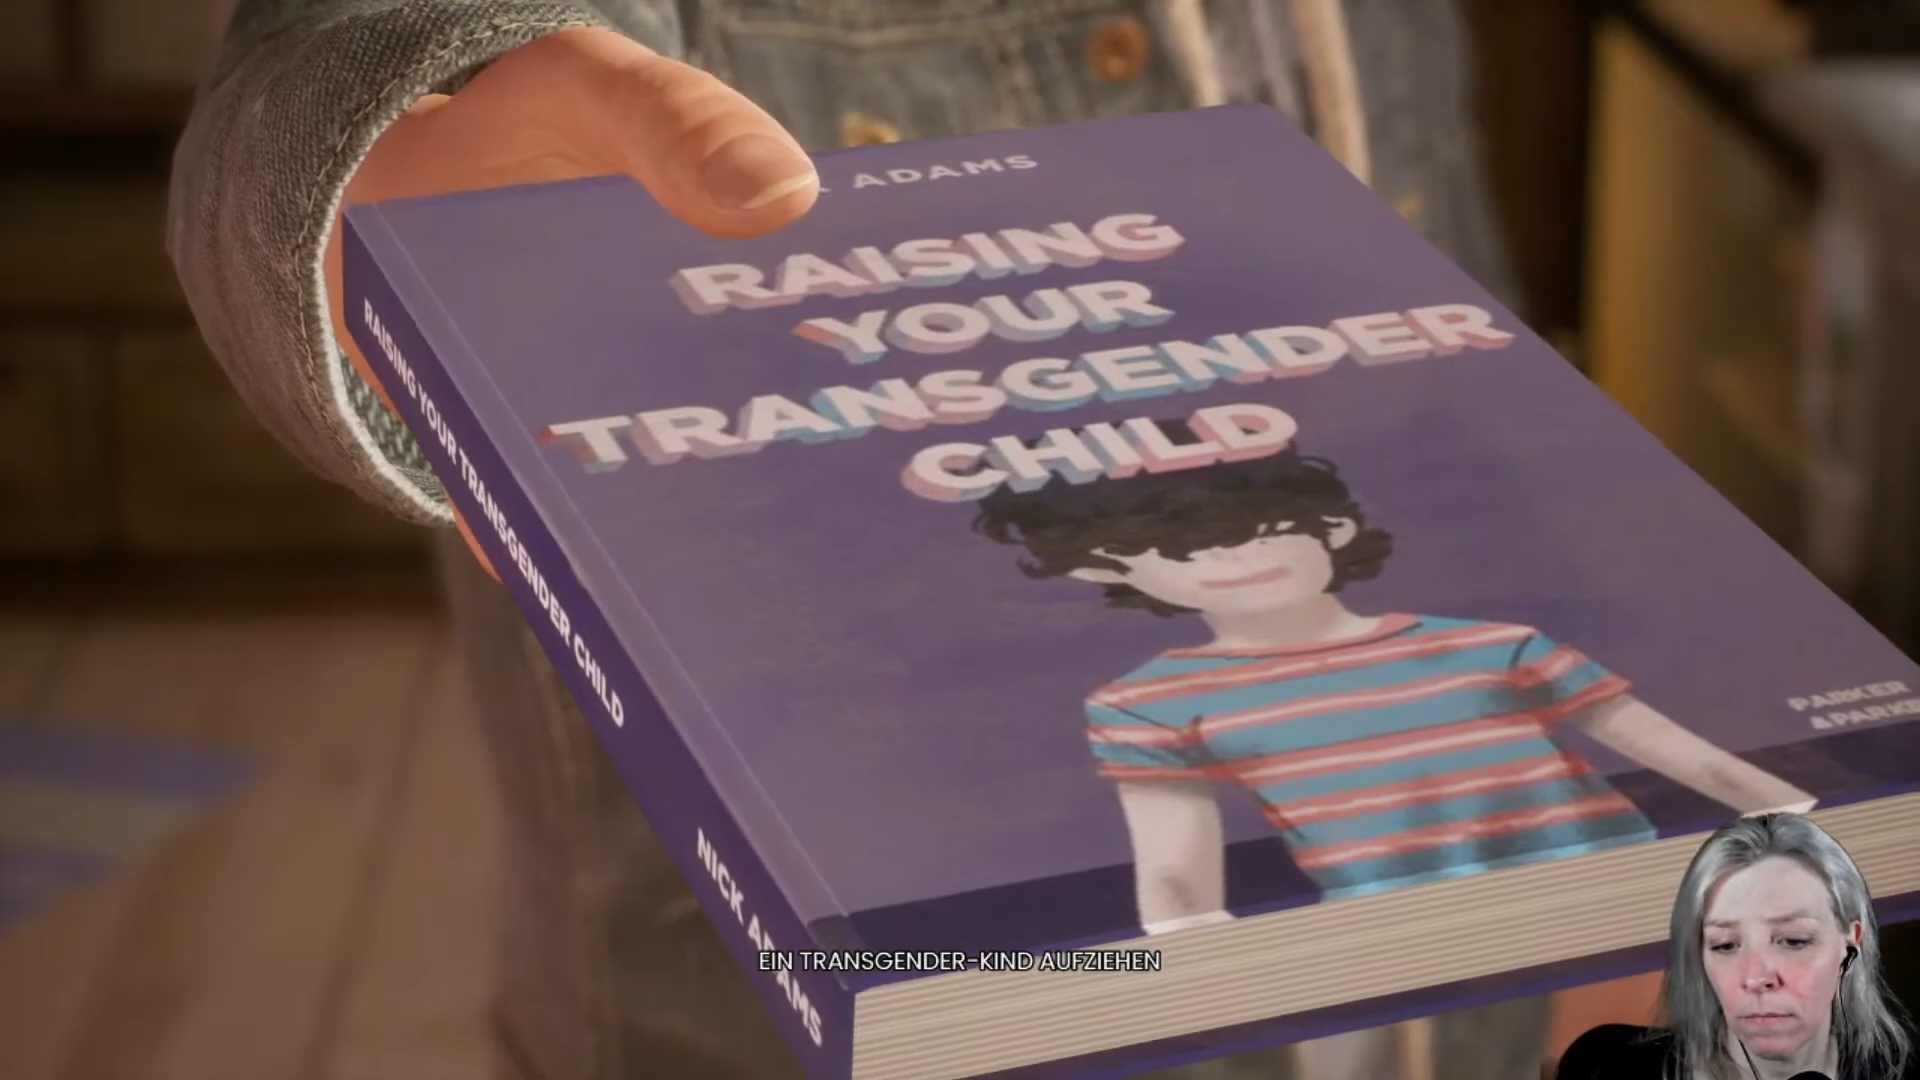 ADAMS
RAISING
YOUR
TRANSGENDER
CHILD
PARKER
RAISING YOUR TRANSGENDER CHILD
NICK ADAMS
EIN TRANSGENDER-KIND AUFZIEHEN